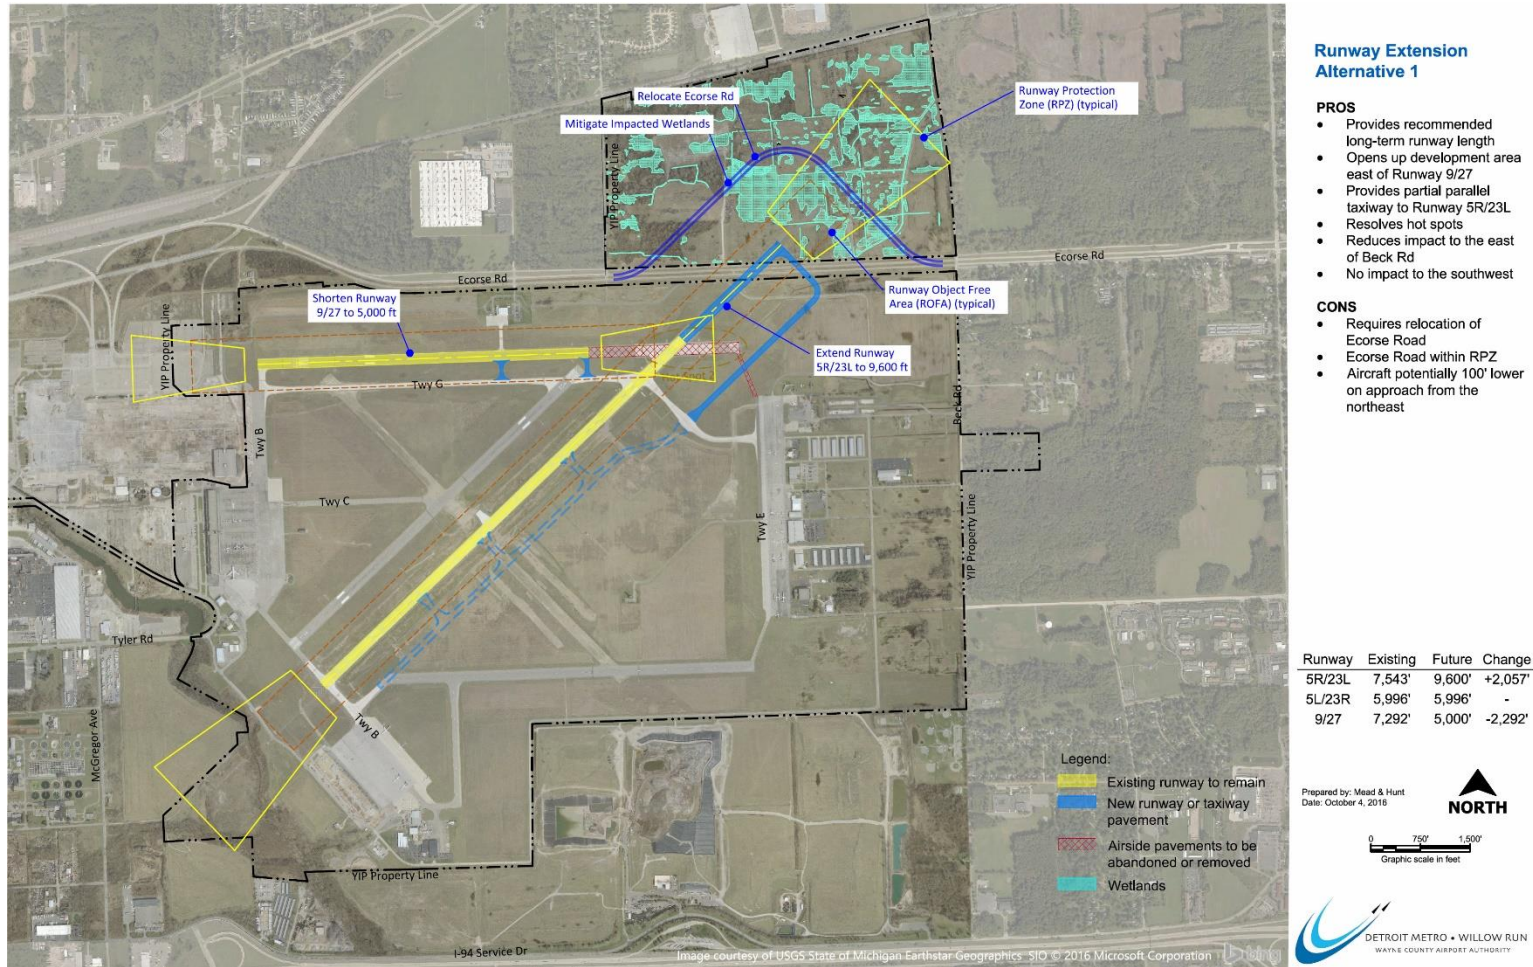 Runway Extension
Alternative 1
PROS
• Provides recommended
long-term runway length
• Opens up development area
east of Runway 9/27
• Provides partial parallel
taxiway to Runway 5R/23L
• Resolves hot spots
• Reduces impact to the east
of Beck Rd
• No impact to the southwest
CONS
• Requires relocation of
Ecorse Road
• Ecorse Road within RPZ
• Aircraft potentially 100' lower
on approach from the
northeast
Relocate Ecorse Rd
Mitigate Impacted Wetlands
Runway Protection
Zone (RPZ) (typical)
YIP Property Line
Ecorse Rd
Ecorse Rd
Runway Object Free
Area (ROFA) (typical)
Shorten Runway
9/27 to 5,000 ft
Extend Runway
5R/23L to 9,600 ft
YIP Property Line
Twy G
Beck Rd
Twy B
Twy C
Twy E
YIP Property Line
Tyler Rd
McGregor Ave
Twy B
YIP Property Line
I-94 Service Dr
Runway Existing Future Change
5R/23L 7,543' 9,600' +2,057'
5L/23R 5,996' 5,996' -
9/27 7,292' 5,000' -2,292'
Legend:
Existing runway to remain
New runway or taxiway
pavement
Airside pavements to be
abandoned or removed
Wetlands
Prepared by: Mead & Hunt
Date: October 4, 2016
NORTH
0 750' 1,500'
Graphic scale in feet
DETROIT METRO • WILLOW RUN
WAYNE COUNTY AIRPORT AUTHORITY
Image courtesy of USGS State of Michigan Earthstar Geographics SIO © 2016 Microsoft Corporation
bing